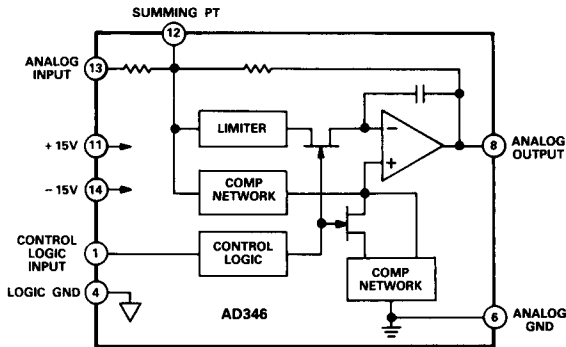 SUMMING PT
12
ANALOG
INPUT
13
LIMITER
−
+
8
ANALOG
OUTPUT
+15V
11
−15V
14
COMP
NETWORK
CONTROL
LOGIC
INPUT
1
CONTROL
LOGIC
COMP
NETWORK
LOGIC GND
4
AD346
6
ANALOG
GND